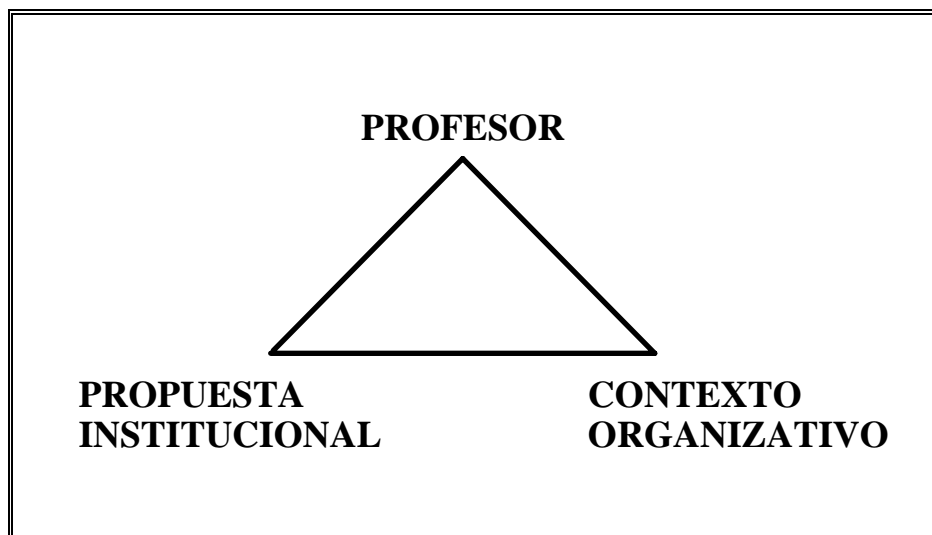 PROFESOR
PROPUESTA
INSTITUCIONAL
CONTEXTO
ORGANIZATIVO